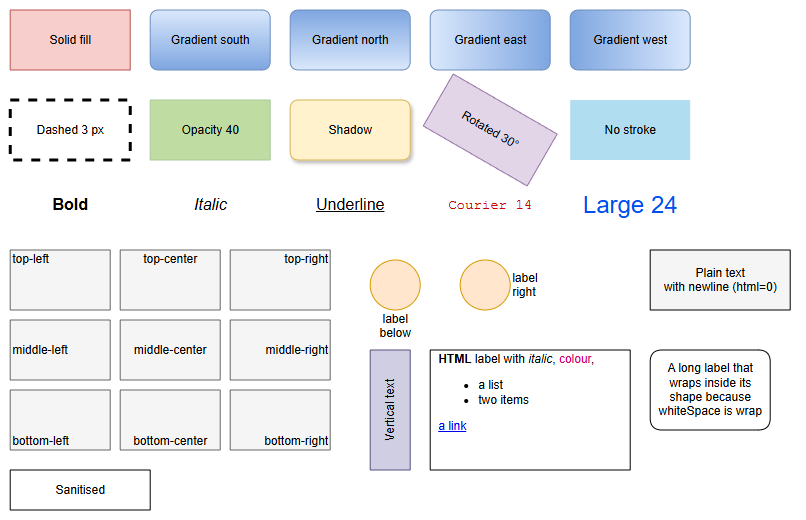 Solid fill
Gradient south
Gradient north
Gradient east
Gradient west
Dashed 3 px
Opacity 40
Shadow
Rotated 30°
No stroke
Bold
Italic
Underline
Courier 14
Large 24
top-left
top-center
top-right
label
below
label
right
Plain text
with newline (html=0)
middle-left
middle-center
middle-right
bottom-left
bottom-center
bottom-right
Vertical text
HTML label with italic, colour,
• a list
• two items
a link
A long label that
wraps inside its
shape because
whiteSpace is wrap
Sanitised